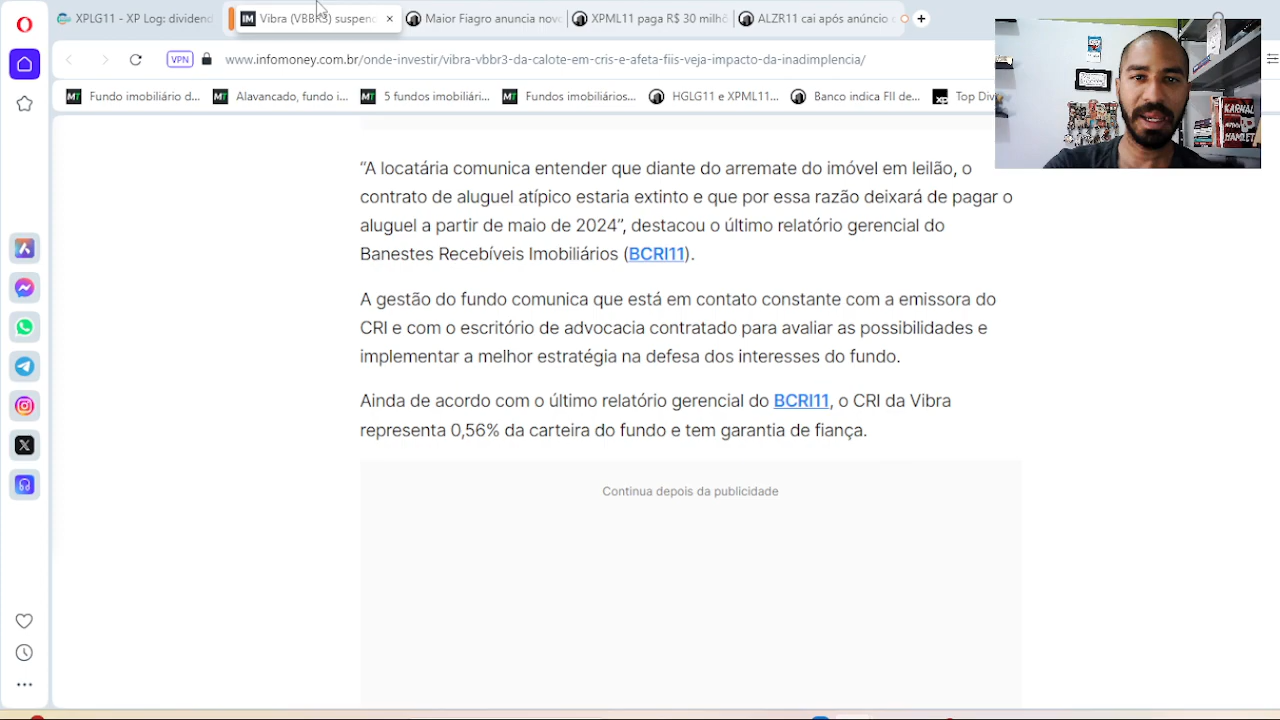 XPLG11 - XP Log: dividend
Vibra (VBBR3) suspenc
Maior Fiagro anuncia novo
XPML11 paga R$ 30 milhõ
ALZR11 cai após anúncio
VPN
www.infomoney.com.br/onde-investir/vibra-vbbr3-da-calote-em-cris-e-afeta-fiis-veja-impacto-da-inadimplencia/
Fundo imobiliário d...
Alavancado, fundo i...
5 fundos imobiliári...
Fundos imobiliários...
HGLG11 e XPML11...
Banco indica FII de...
Top Divi
“A locatária comunica entender que diante do arremate do imóvel em leilão, o
contrato de aluguel atípico estaria extinto e que por essa razão deixará de pagar o
aluguel a partir de maio de 2024”, destacou o último relatório gerencial do
Banestes Recebíveis Imobiliários (BCRI11).
A gestão do fundo comunica que está em contato constante com a emissora do
CRI e com o escritório de advocacia contratado para avaliar as possibilidades e
implementar a melhor estratégia na defesa dos interesses do fundo.
Ainda de acordo com o último relatório gerencial do BCRI11, o CRI da Vibra
representa 0,56% da carteira do fundo e tem garantia de fiança.
Continua depois da publicidade
KARNAL
HAMLET